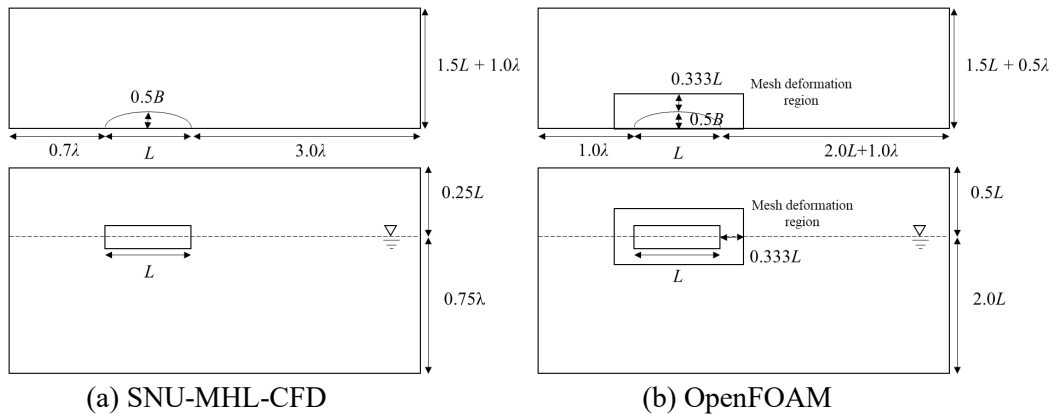 1.5L + 1.0λ
0.5B
0.7λ
L
3.0λ
0.25L
L
0.75λ
(a) SNU-MHL-CFD
1.5L + 0.5λ
0.333L
Mesh deformation
region
0.5B
1.0λ
L
2.0L+1.0λ
0.5L
Mesh deformation
region
0.333L
L
2.0L
(b) OpenFOAM